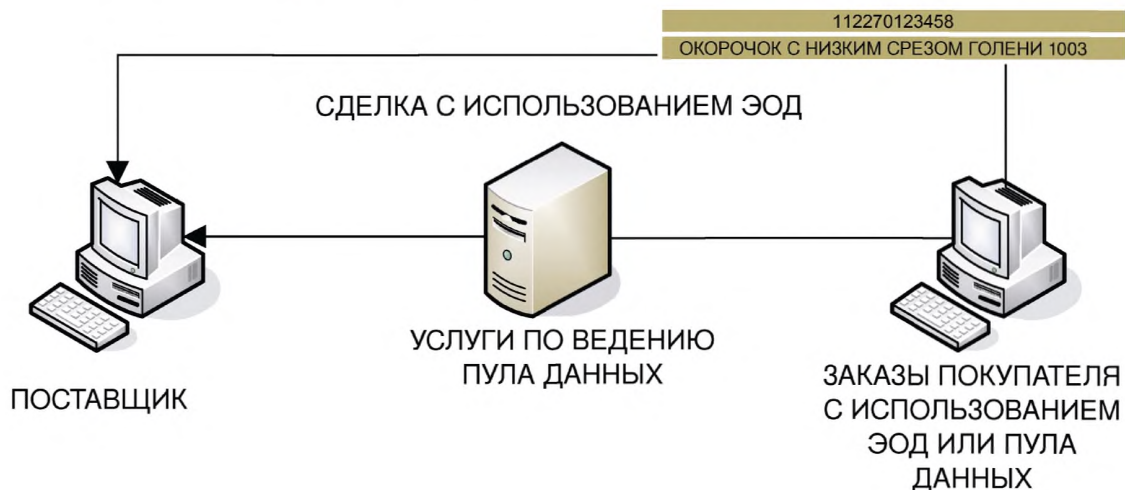 112270123458
ОКОРОЧОК С НИЗКИМ СРЕЗОМ ГОЛЕНИ 1003
СДЕЛКА С ИСПОЛЬЗОВАНИЕМ ЭОД
УСЛУГИ ПО ВЕДЕНИЮ
ПУЛА ДАННЫХ
ПОСТАВЩИК
ЗАКАЗЫ ПОКУПАТЕЛЯ
С ИСПОЛЬЗОВАНИЕМ
ЭОД ИЛИ ПУЛА
ДАННЫХ